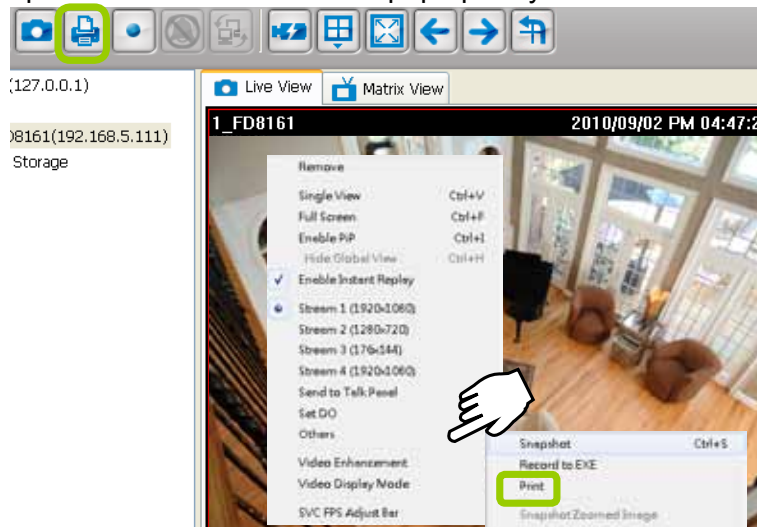 (127.0.0.1)
Live View
Matrix View
D8161(192.168.5.111)
Storage
1_FD8161
2010/09/02 PM 04:47:2
Remove
Single View Ctrl+V
Full Screen Ctrl+F
Enable PiP Ctrl+I
Hide Global View Ctrl+H
Enable Instant Replay
Stream 1 (1920x1080)
Stream 2 (1280x720)
Stream 3 (176x144)
Stream 4 (1920x1080)
Send to Talk Panel
Set DO
Others
Snapshot Ctrl+S
Record to EXE
Video Enhancement
Video Display Mode
Print
SVC FPS Adjust Bar
Snapshot Zoomed Image